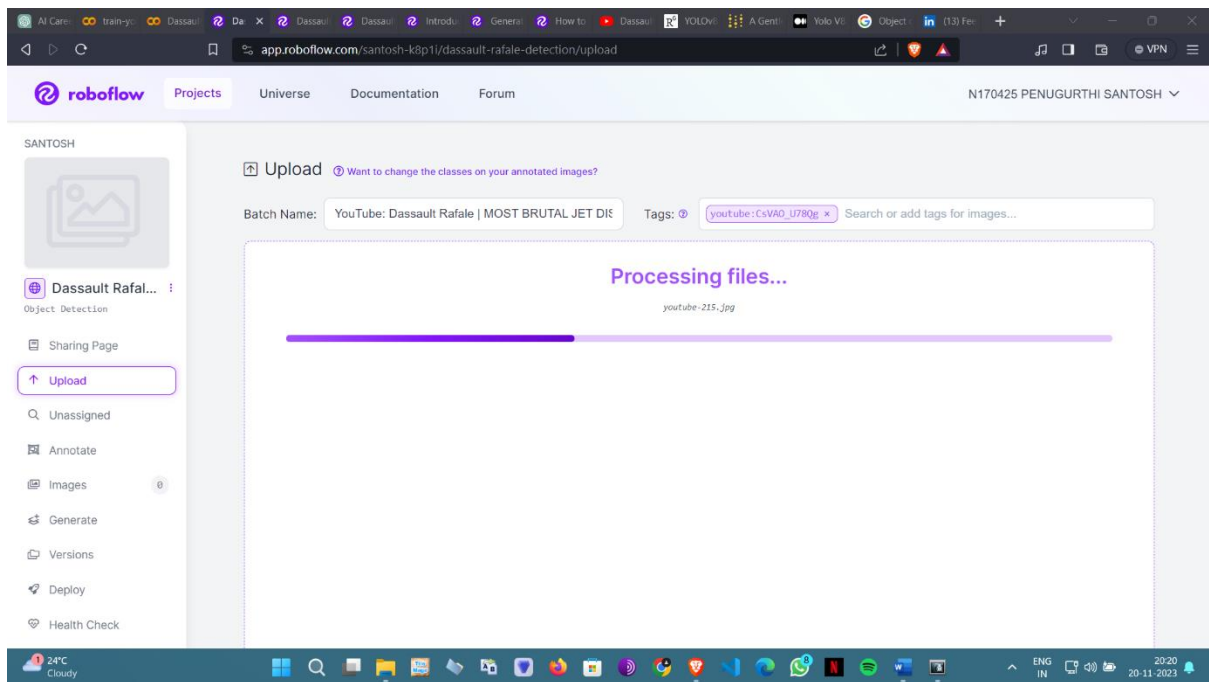 AI Caree train-yo Dassaul Da Dassaul Dassaul Introdu General How to Dassaul YOLOv8 A Gentl Yolo V8 Object (13) Fee
app.roboflow.com/santosh-k8p1i/dassault-rafale-detection/upload VPN
roboflow Projects Universe Documentation Forum N170425 PENUGURTHI SANTOSH
SANTOSH
Upload Want to change the classes on your annotated images?
Batch Name: YouTube: Dassault Rafale | MOST BRUTAL JET DIS Tags: youtube:CsVAO_U78Qg × Search or add tags for images...
Processing files...
youtube-215.jpg
Dassault Rafal...
Object Detection
Sharing Page
Upload
Unassigned
Annotate
Images 0
Generate
Versions
Deploy
Health Check
24°C
Cloudy
ENG
IN
20:20
20-11-2023